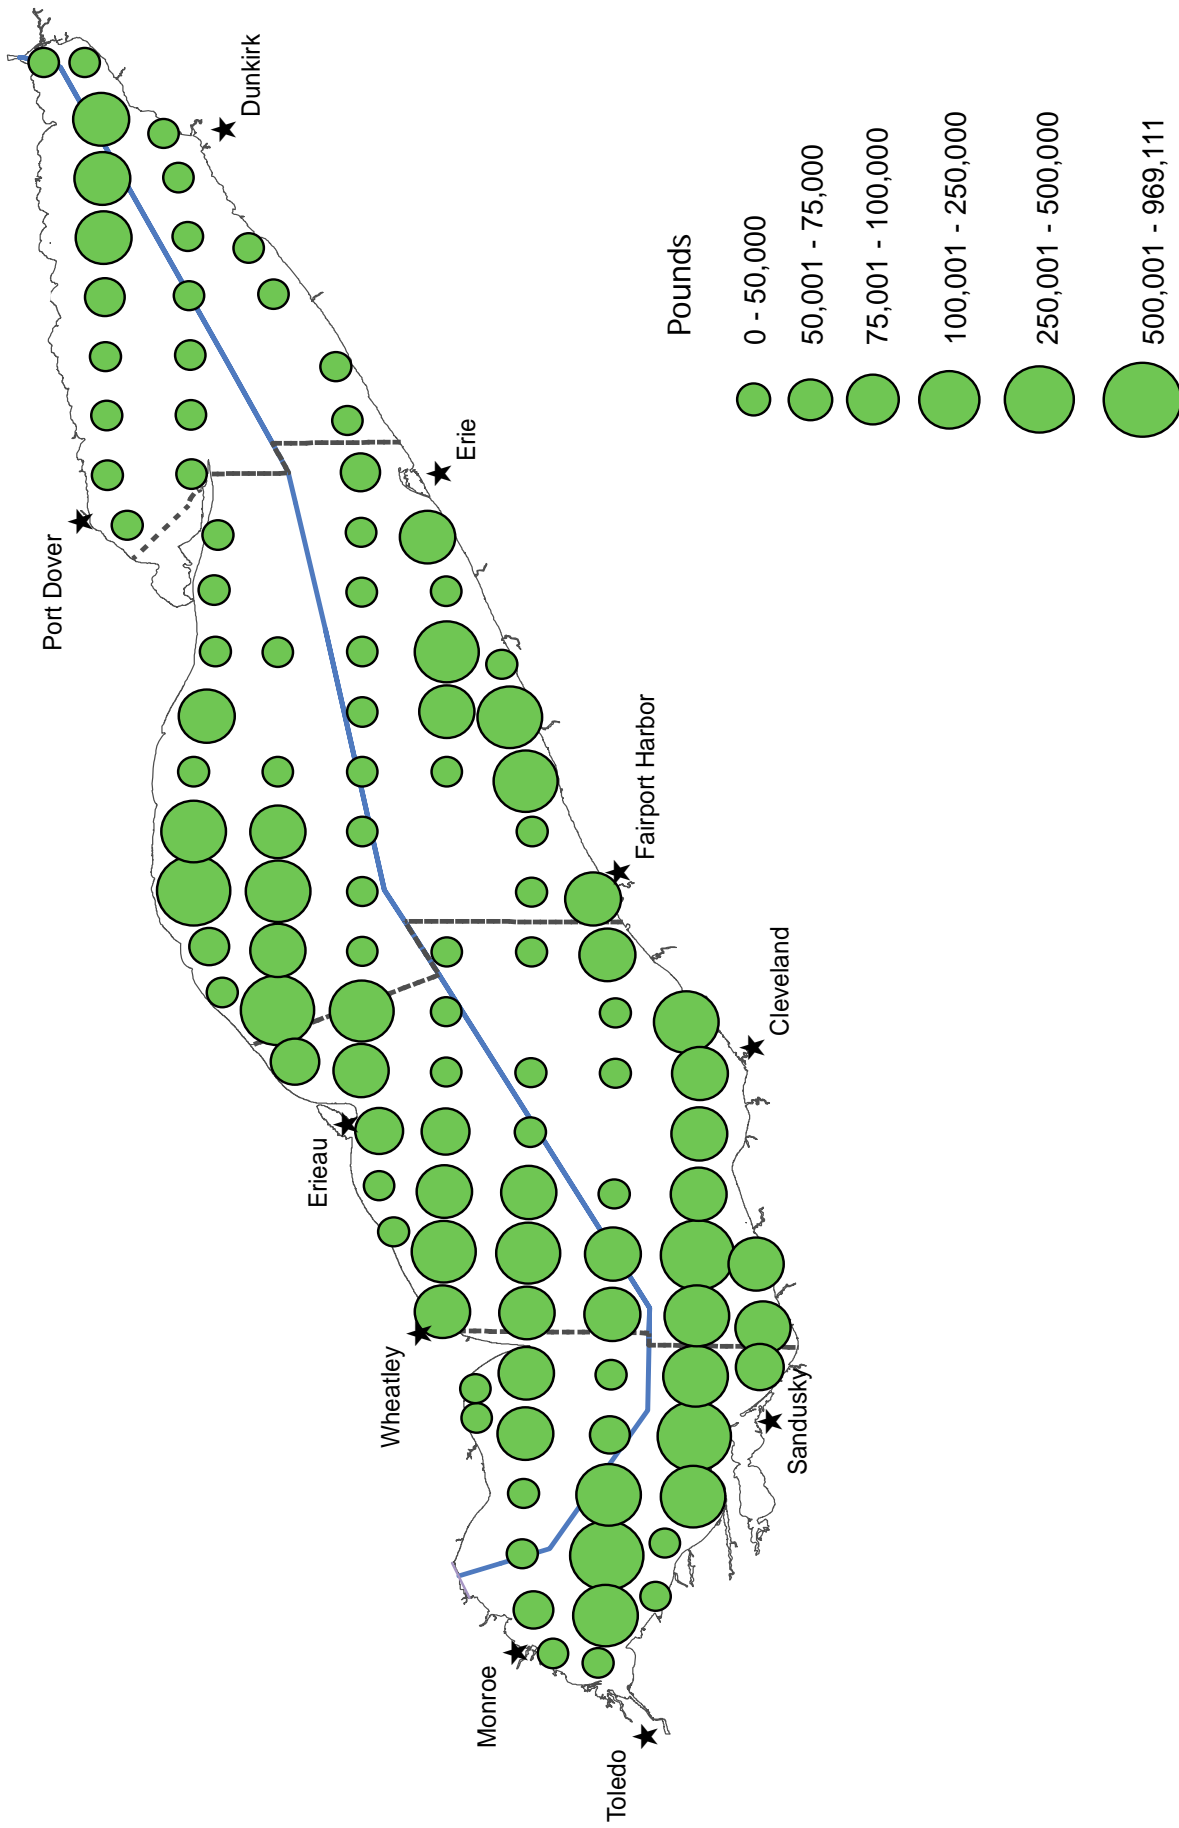 Dunkirk
Port Dover
Erie
Fairport Harbor
Cleveland
Erieau
Wheatley
Sandusky
Monroe
Toledo
Pounds
0 - 50,000
50,001 - 75,000
75,001 - 100,000
100,001 - 250,000
250,001 - 500,000
500,001 - 969,111